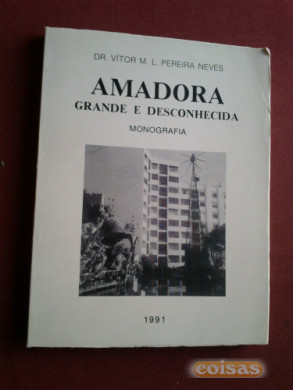 DR. VÍTOR M. L. PEREIRA NEVES
AMADORA
GRANDE E DESCONHECIDA
MONOGRAFIA
1991
coisas